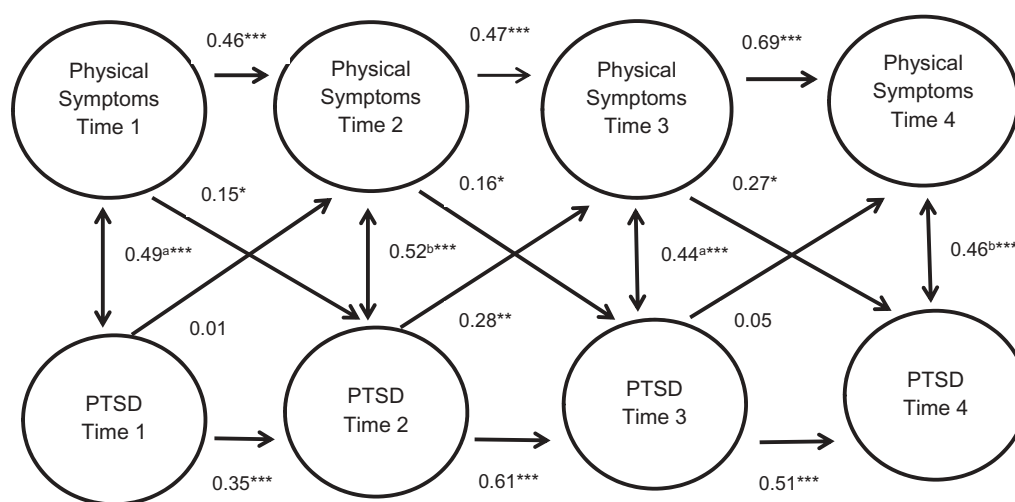 0.46***
0.47***
0.69***
Physical
Symptoms
Time 1
Physical
Symptoms
Time 2
Physical
Symptoms
Time 3
Physical
Symptoms
Time 4
0.15*
0.16*
0.27*
0.49ᵃ***
0.52ᵇ***
0.44ᵃ***
0.46ᵇ***
0.01
0.28**
0.05
PTSD
Time 1
PTSD
Time 2
PTSD
Time 3
PTSD
Time 4
0.35***
0.61***
0.51***